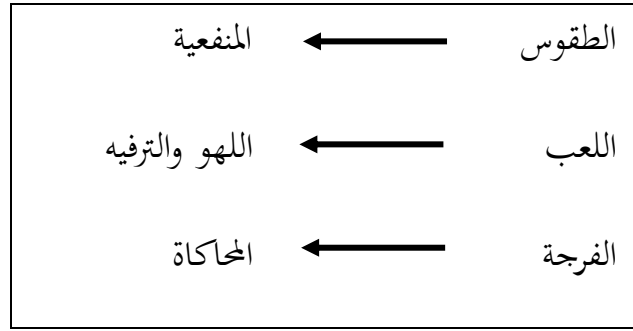 الطقوس ← المنفعية
اللعب ← اللهو والترفيه
الفرجة ← المحاكاة